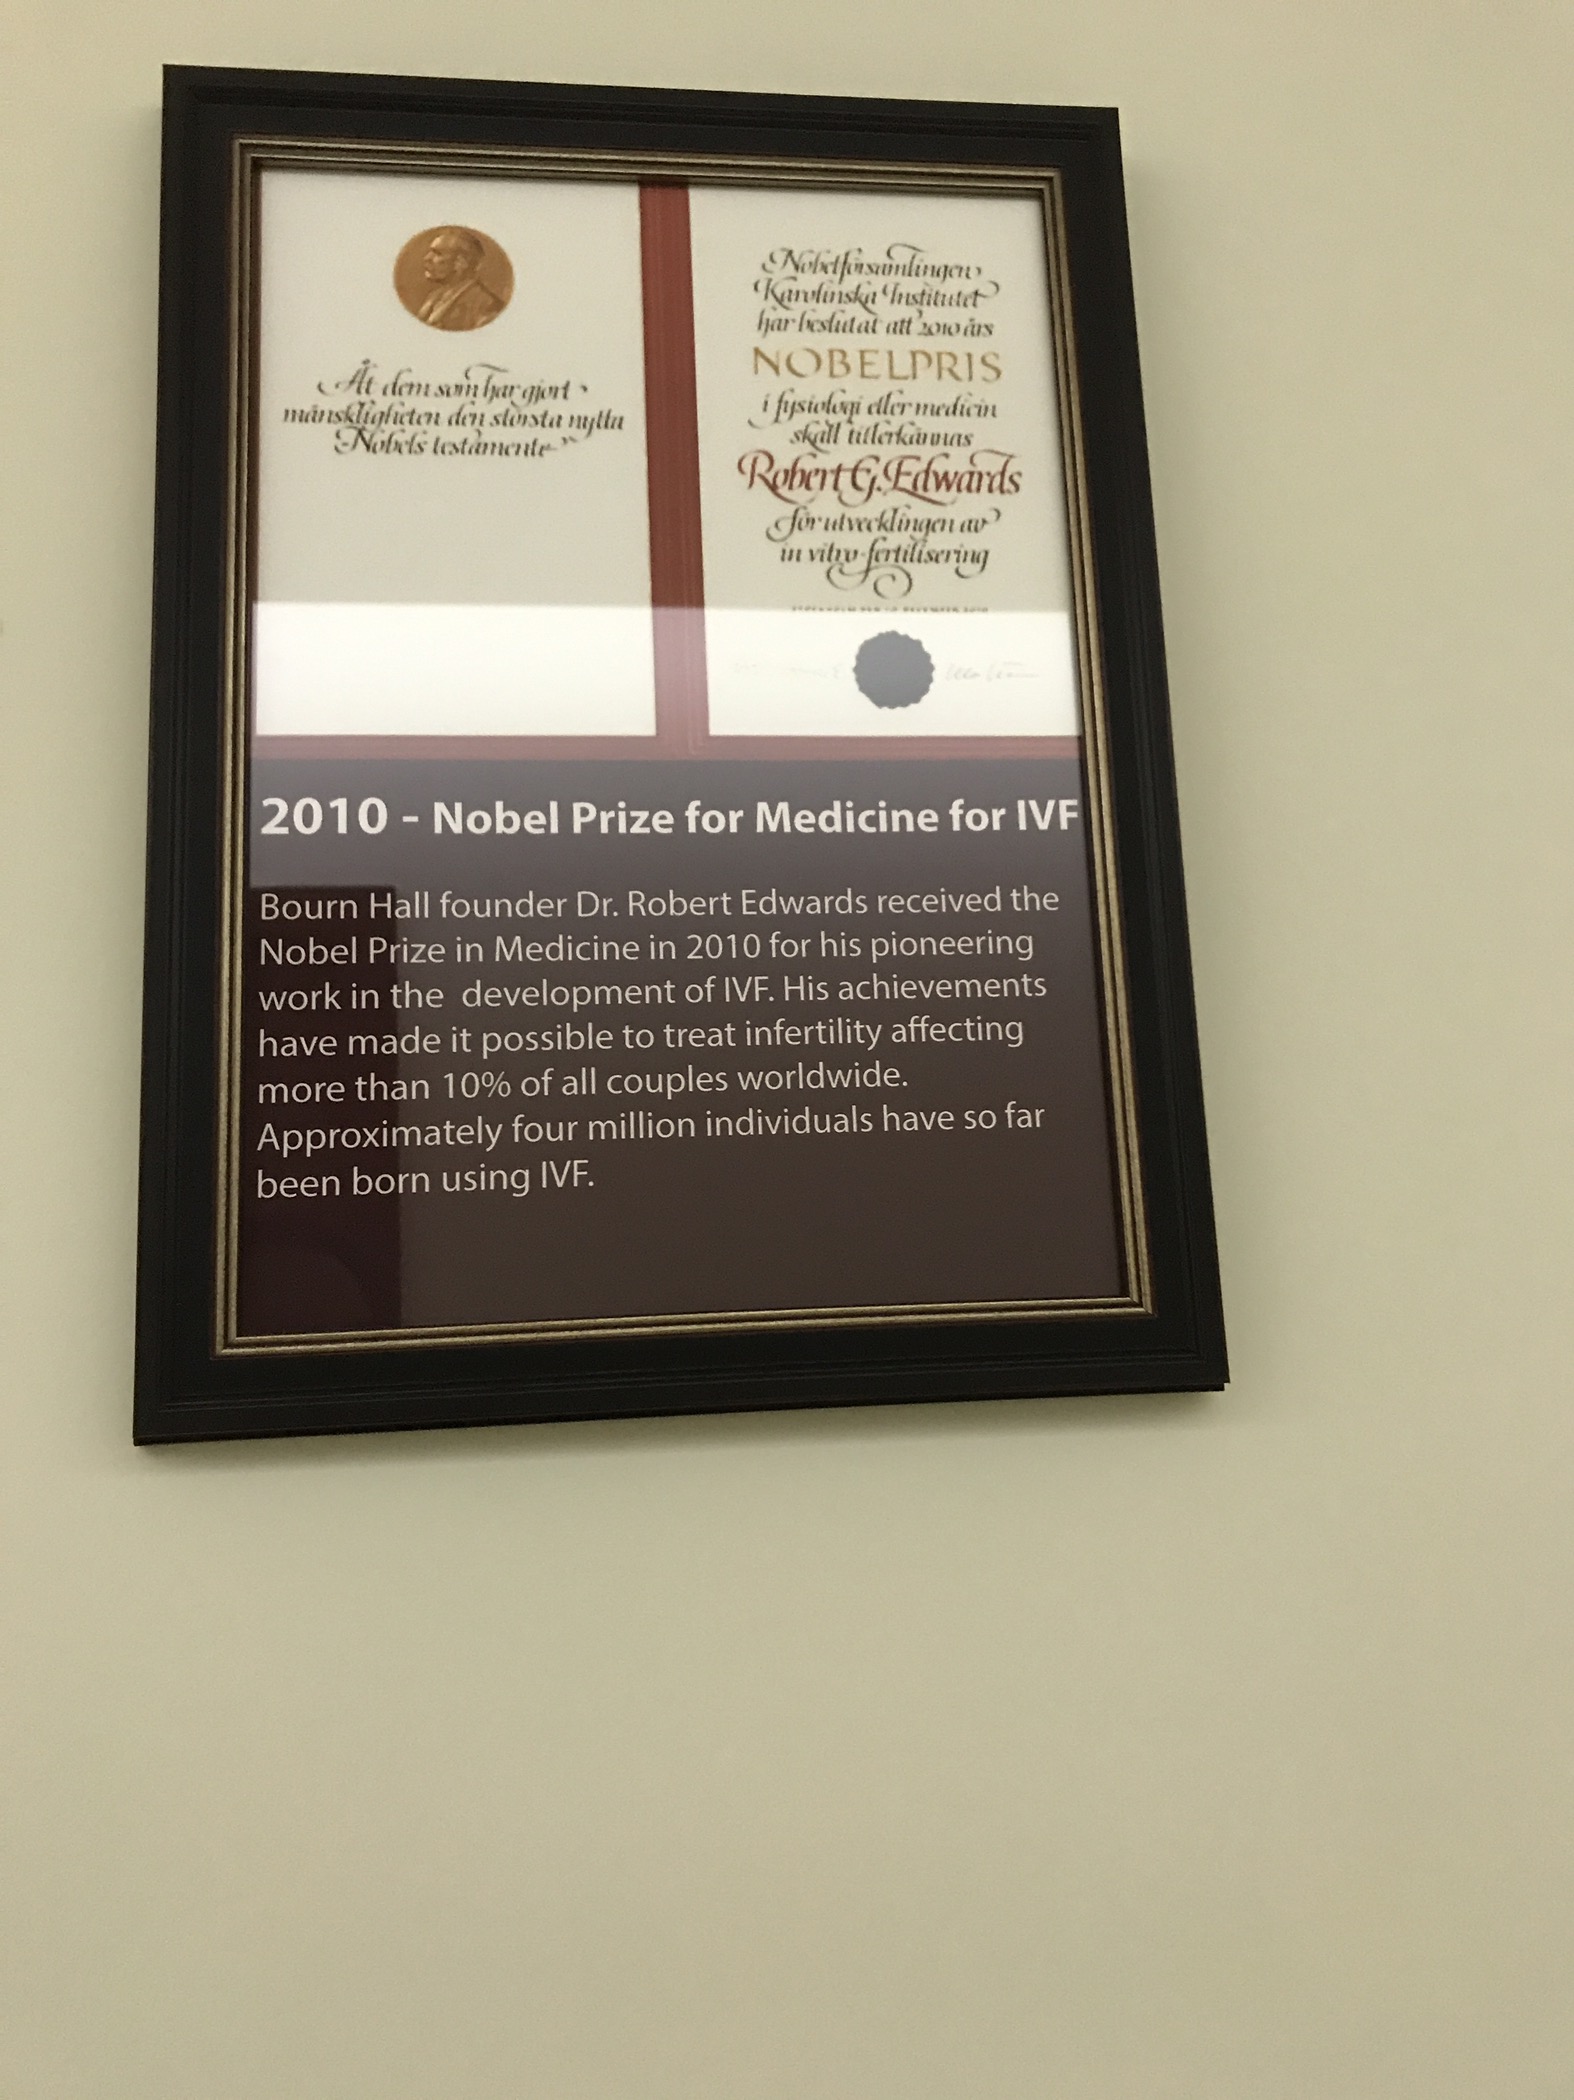 Åt dem som har gjort
mänskligheten den största nytta
Nobels testamente
Nobelförsamlingen
Karolinska Institutet
har beslutat att 2010 års
NOBELPRIS
i fysiologi eller medicin
skall tillerkännas
Robert G. Edwards
för utvecklingen av
in vitro-fertilisering
2010 - Nobel Prize for Medicine for IVF
Bourn Hall founder Dr. Robert Edwards received the
Nobel Prize in Medicine in 2010 for his pioneering
work in the development of IVF. His achievements
have made it possible to treat infertility affecting
more than 10% of all couples worldwide.
Approximately four million individuals have so far
been born using IVF.